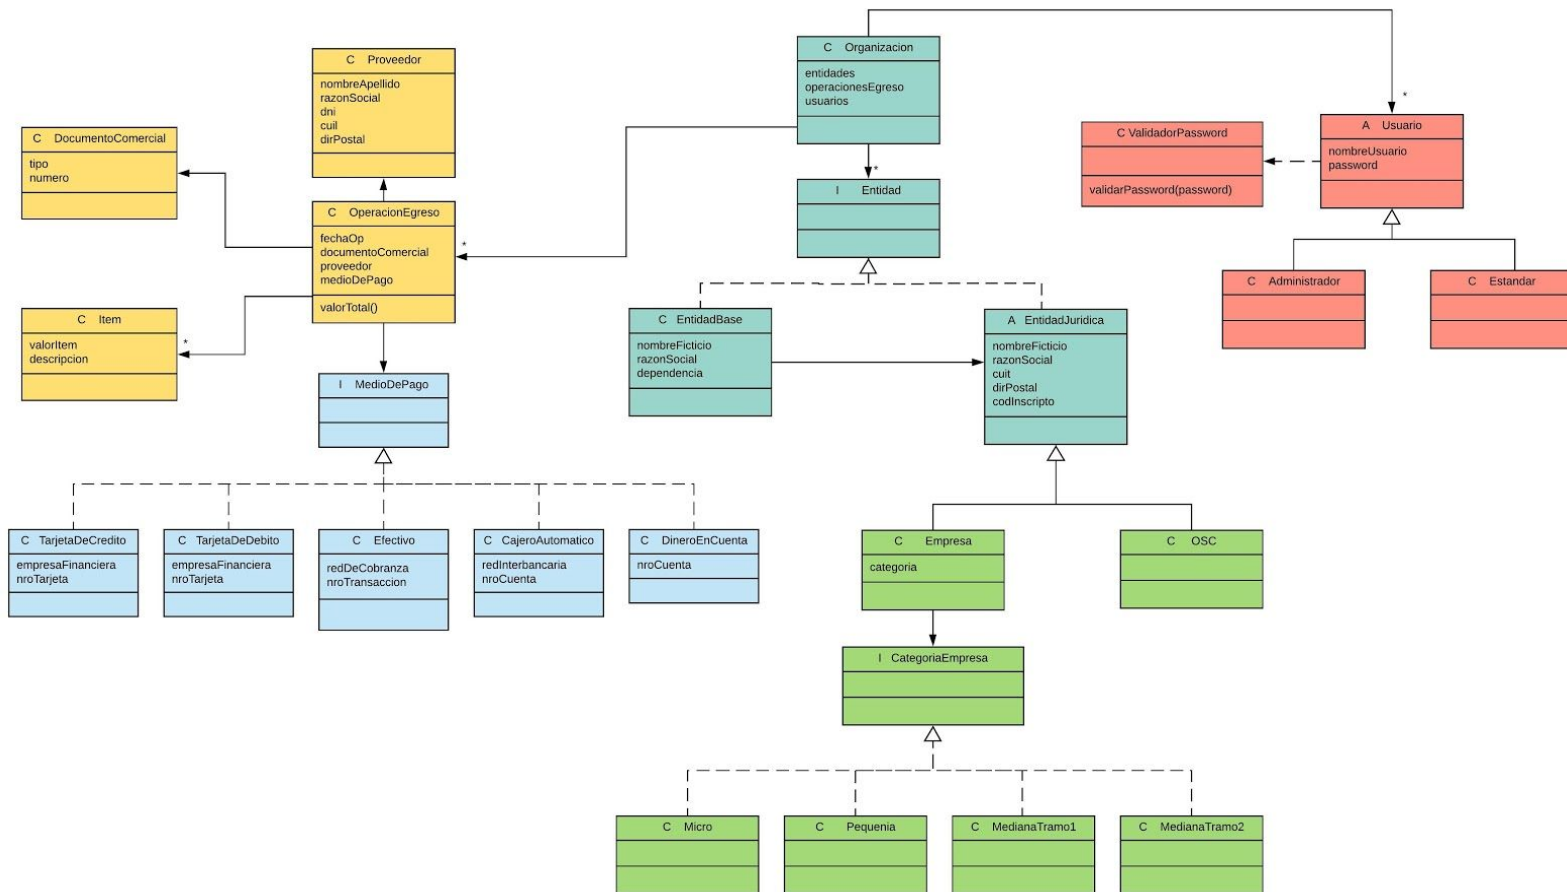 C Proveedor
nombreApellido
razonSocial
dni
cuil
dirPostal
C DocumentoComercial
tipo
numero
C OperacionEgreso
fechaOp
documentoComercial
proveedor
medioDePago
valorTotal()
C Item
valorItem
descripcion
*
*
I MedioDePago
C TarjetaDeCredito
empresaFinanciera
nroTarjeta
C TarjetaDeDebito
empresaFinanciera
nroTarjeta
C Efectivo
redDeCobranza
nroTransaccion
C CajeroAutomatico
redInterbancaria
nroCuenta
C DineroEnCuenta
nroCuenta
C Organizacion
entidades
operacionesEgreso
usuarios
*
I Entidad
C EntidadBase
nombreFicticio
razonSocial
dependencia
A EntidadJuridica
nombreFicticio
razonSocial
cuit
dirPostal
codInscripto
C Empresa
categoria
C OSC
I CategoriaEmpresa
C Micro
C Pequenia
C MedianaTramo1
C MedianaTramo2
*
C ValidadorPassword
validarPassword(password)
A Usuario
nombreUsuario
password
C Administrador
C Estandar